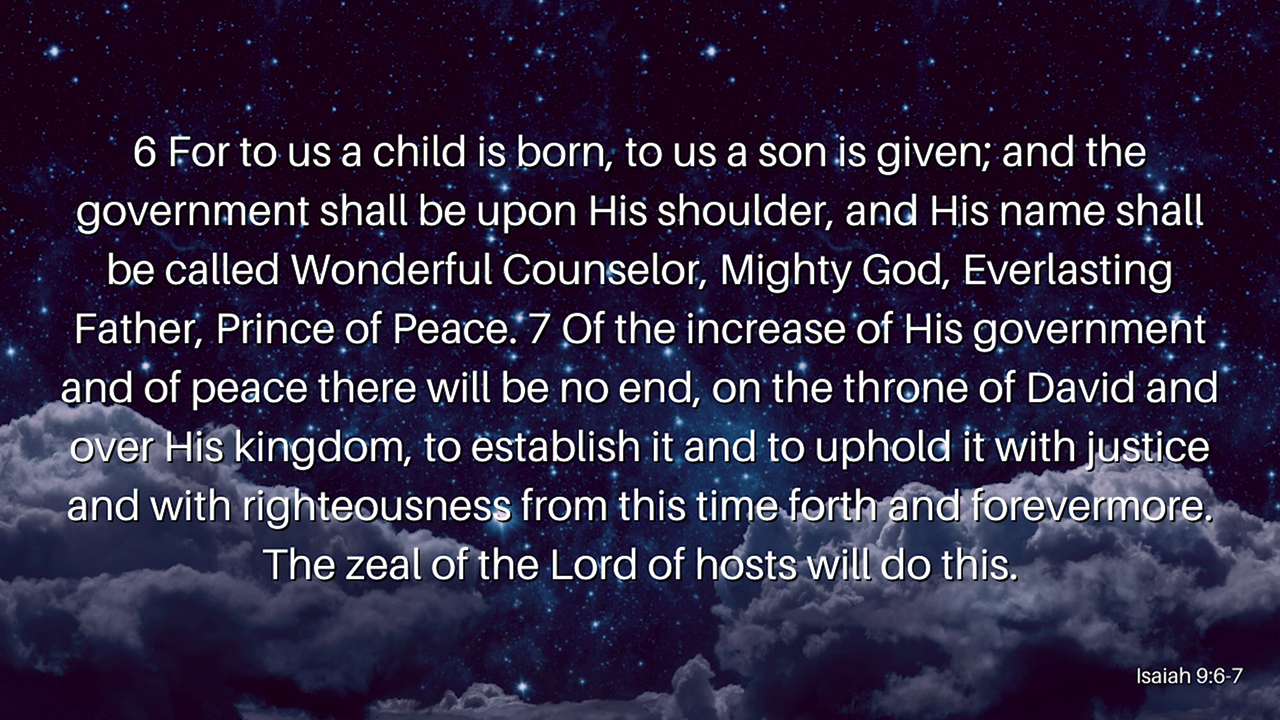 6 For to us a child is born, to us a son is given; and the
government shall be upon His shoulder, and His name shall
be called Wonderful Counselor, Mighty God, Everlasting
Father, Prince of Peace. 7 Of the increase of His government
and of peace there will be no end, on the throne of David and
over His kingdom, to establish it and to uphold it with justice
and with righteousness from this time forth and forevermore.
The zeal of the Lord of hosts will do this.
Isaiah 9:6-7